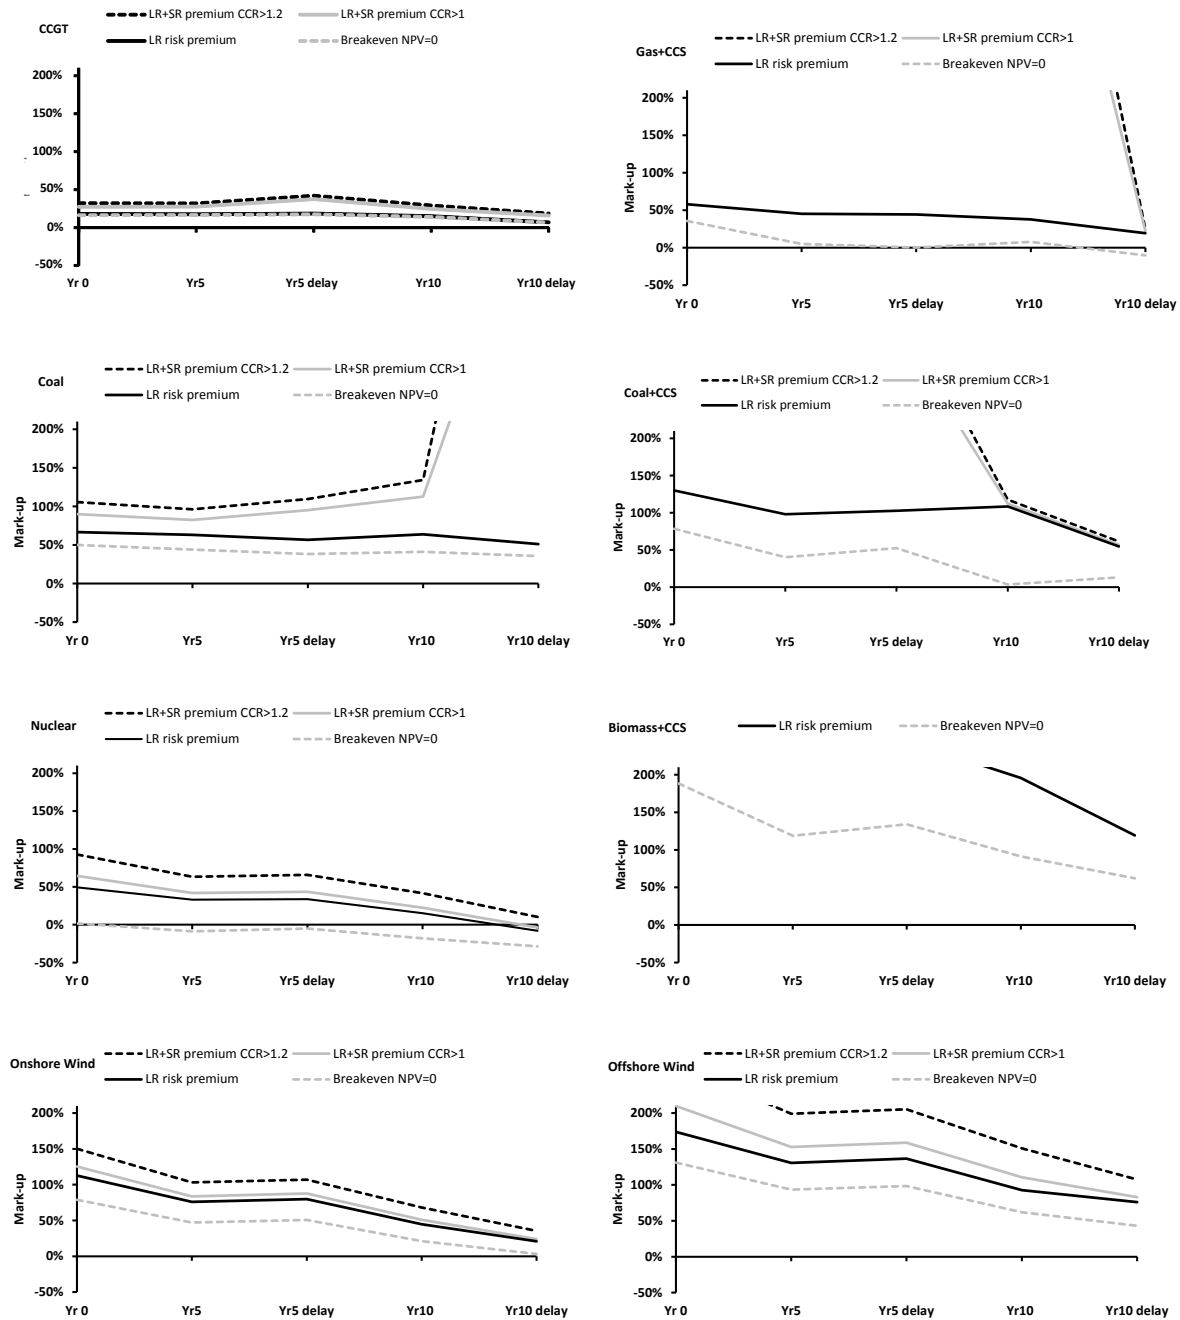 CCGT
LR+SR premium CCR>1.2
LR+SR premium CCR>1
LR risk premium
Breakeven NPV=0
200%
150%
100%
50%
0%
-50%
Yr 0
Yr5
Yr5 delay
Yr10
Yr10 delay
Gas+CCS
LR+SR premium CCR>1.2
LR+SR premium CCR>1
LR risk premium
Breakeven NPV=0
Mark-up
200%
150%
100%
50%
0%
-50%
Yr 0
Yr5
Yr5 delay
Yr10
Yr10 delay
Coal
LR+SR premium CCR>1.2
LR+SR premium CCR>1
LR risk premium
Breakeven NPV=0
Mark-up
200%
150%
100%
50%
0%
-50%
Yr 0
Yr5
Yr5 delay
Yr10
Yr10 delay
Coal+CCS
LR+SR premium CCR>1.2
LR+SR premium CCR>1
LR risk premium
Breakeven NPV=0
Mark-up
200%
150%
100%
50%
0%
-50%
Yr 0
Yr5
Yr5 delay
Yr10
Yr10 delay
Nuclear
LR+SR premium CCR>1.2
LR+SR premium CCR>1
LR risk premium
Breakeven NPV=0
Mark-up
200%
150%
100%
50%
0%
-50%
Yr 0
Yr5
Yr5 delay
Yr10
Yr10 delay
Biomass+CCS
LR risk premium
Breakeven NPV=0
Mark-up
200%
150%
100%
50%
0%
-50%
Yr 0
Yr5
Yr5 delay
Yr10
Yr10 delay
Onshore Wind
LR+SR premium CCR>1.2
LR+SR premium CCR>1
LR risk premium
Breakeven NPV=0
Mark-up
200%
150%
100%
50%
0%
-50%
Yr 0
Yr5
Yr5 delay
Yr10
Yr10 delay
Offshore Wind
LR+SR premium CCR>1.2
LR+SR premium CCR>1
LR risk premium
Breakeven NPV=0
Mark-up
200%
150%
100%
50%
0%
-50%
Yr 0
Yr5
Yr5 delay
Yr10
Yr10 delay